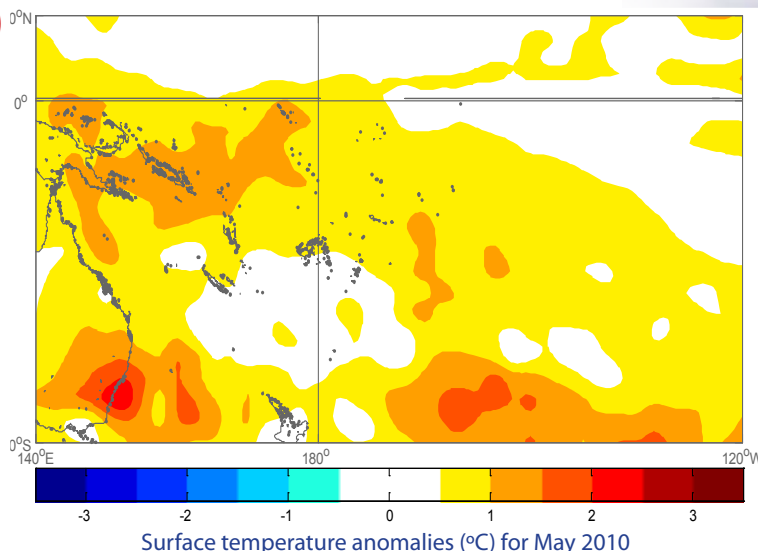 0°N
0°
0°S
140°E 180° 120°W
-3 -2 -1 0 1 2 3
Surface temperature anomalies (ºC) for May 2010